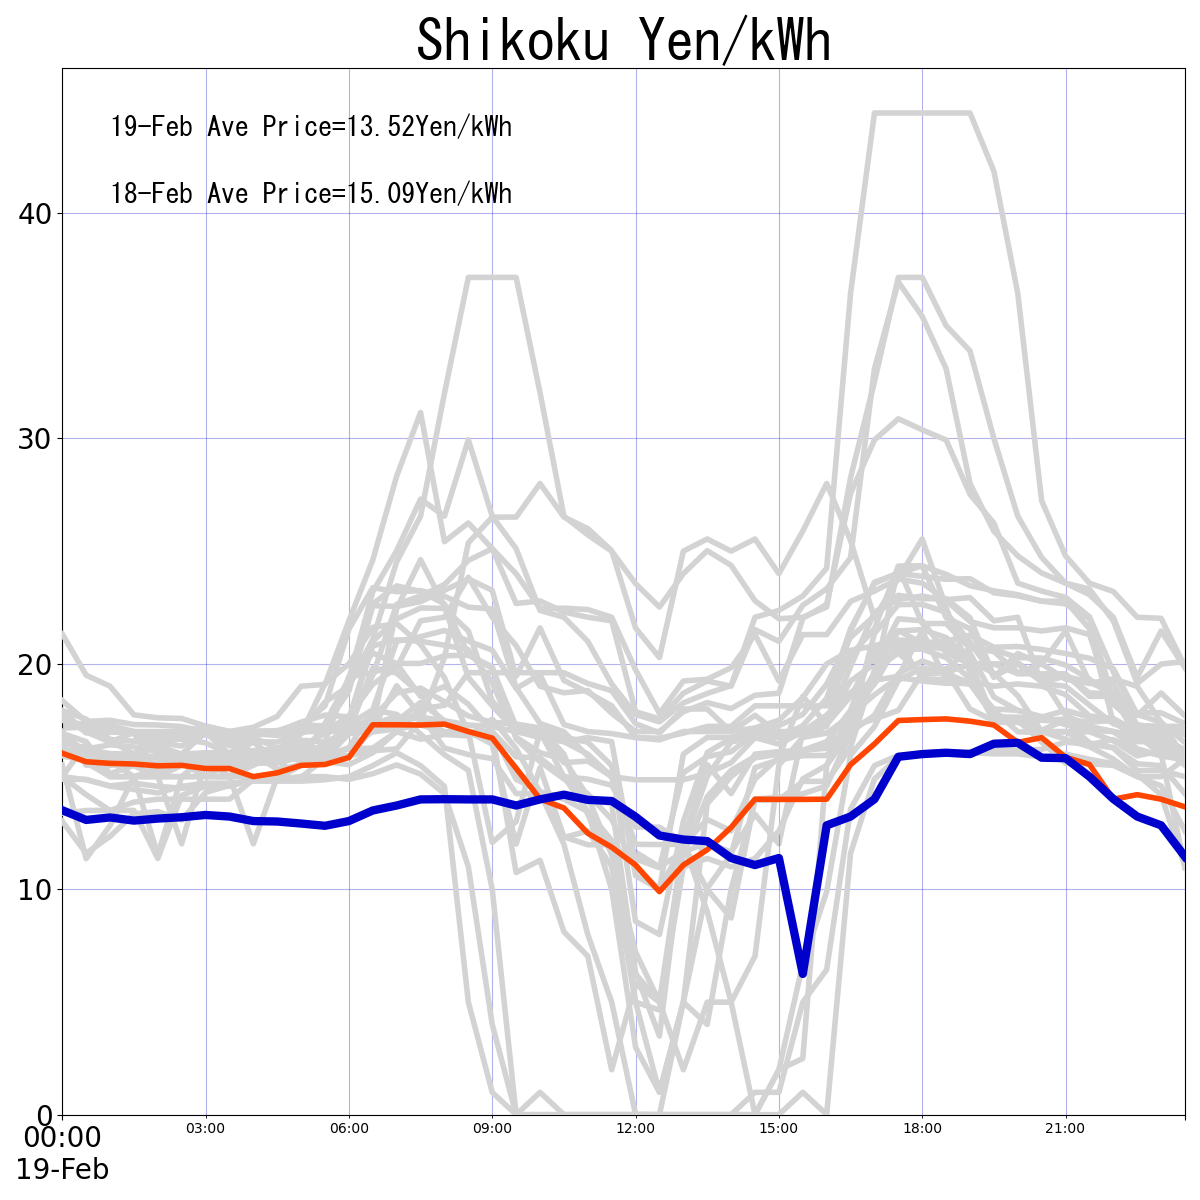 Shikoku Yen/kWh
19-Feb Ave Price=13.52Yen/kWh
18-Feb Ave Price=15.09Yen/kWh
40
30
20
10
0
00:00 03:00 06:00 09:00 12:00 15:00 18:00 21:00
19-Feb